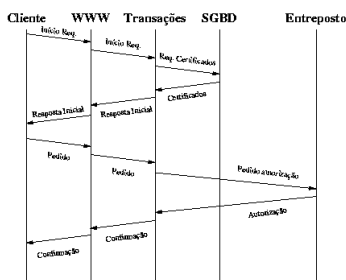 Cliente WWW Transações SGBD Entreposto
Início Req.
Início Req.
Req. Certificados
Certificados
Resposta Inicial
Resposta Inicial
Pedido
Pedido
Pedido autorização
Autorização
Confirmação
Confirmação